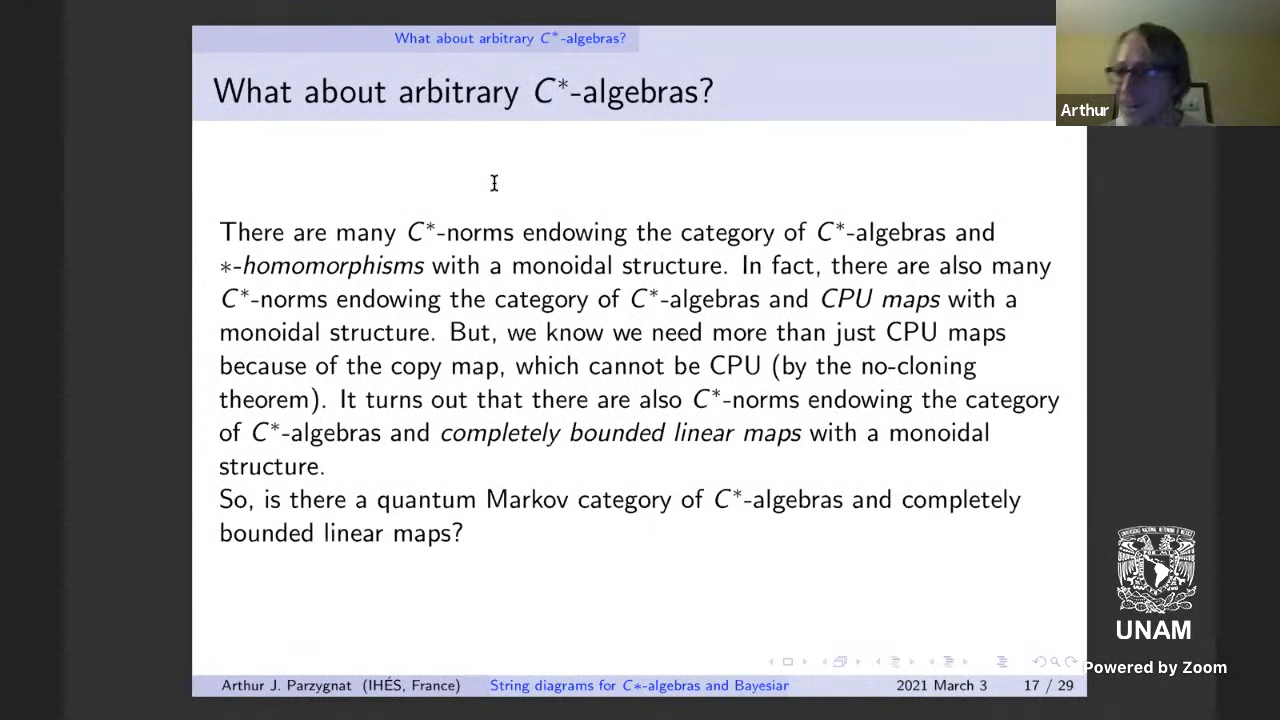 What about arbitrary C*-algebras?
What about arbitrary C*-algebras?
Arthur
There are many C*-norms endowing the category of C*-algebras and
*-homomorphisms with a monoidal structure. In fact, there are also many
C*-norms endowing the category of C*-algebras and CPU maps with a
monoidal structure. But, we know we need more than just CPU maps
because of the copy map, which cannot be CPU (by the no-cloning
theorem). It turns out that there are also C*-norms endowing the category
of C*-algebras and completely bounded linear maps with a monoidal
structure.
So, is there a quantum Markov category of C*-algebras and completely
bounded linear maps?
UNAM
Powered by Zoom
Arthur J. Parzygnat (IHÉS, France) String diagrams for C*-algebras and Bayesiar 2021 March 3 17 / 29